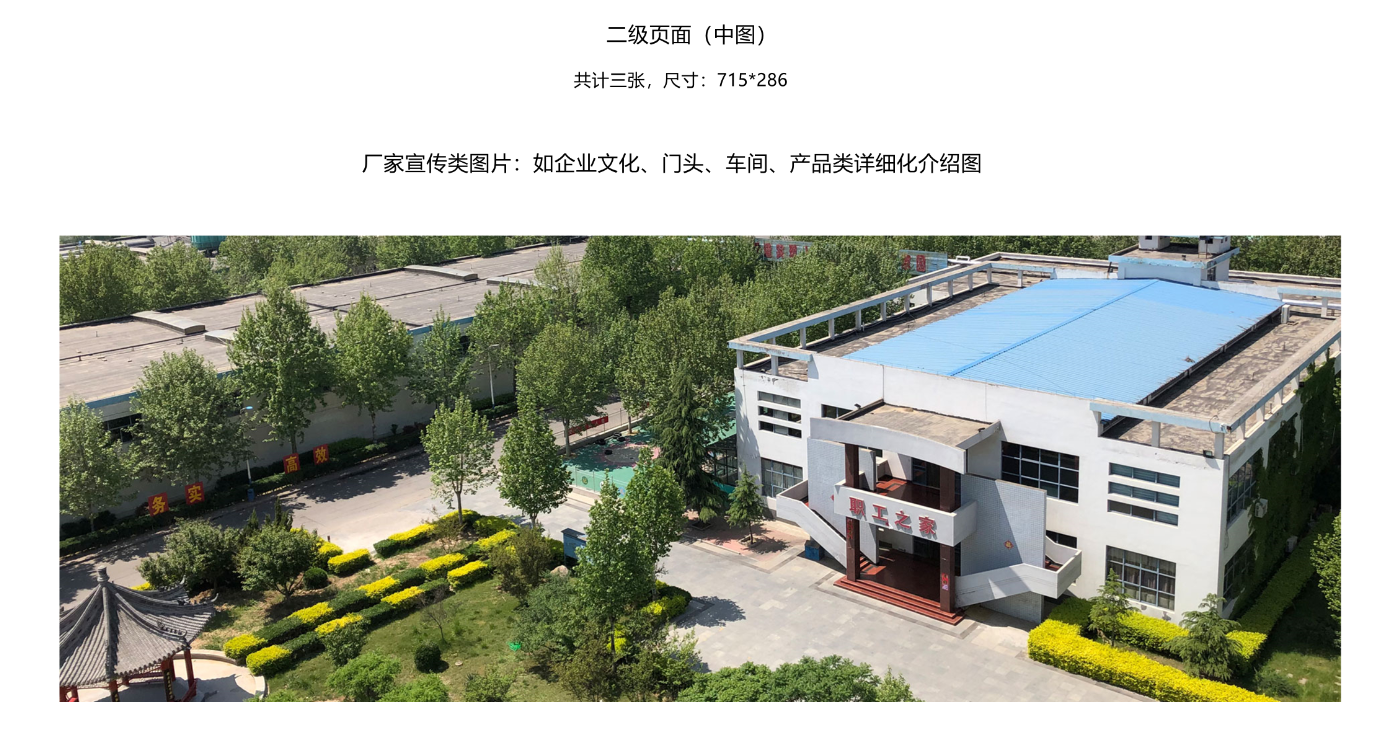 二级页面（中图）
共计三张，尺寸：715*286
厂家宣传类图片：如企业文化、门头、车间、产品类详细化介绍图
高效
务实
职工之家